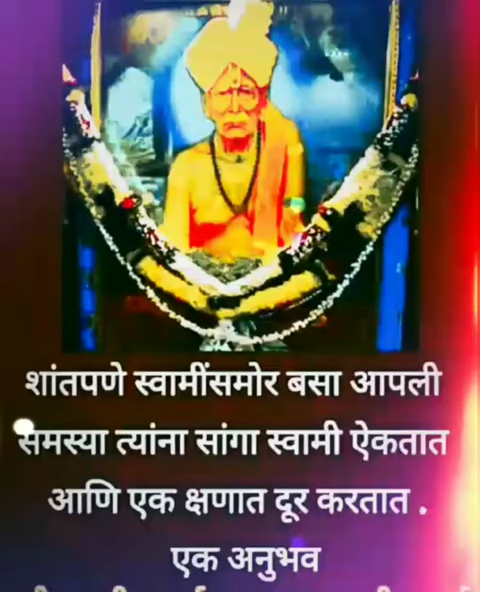 शांतपणे स्वामींसमोर बसा आपली
समस्या त्यांना सांगा स्वामी ऐकतात
आणि एक क्षणात दूर करतात .
एक अनुभव